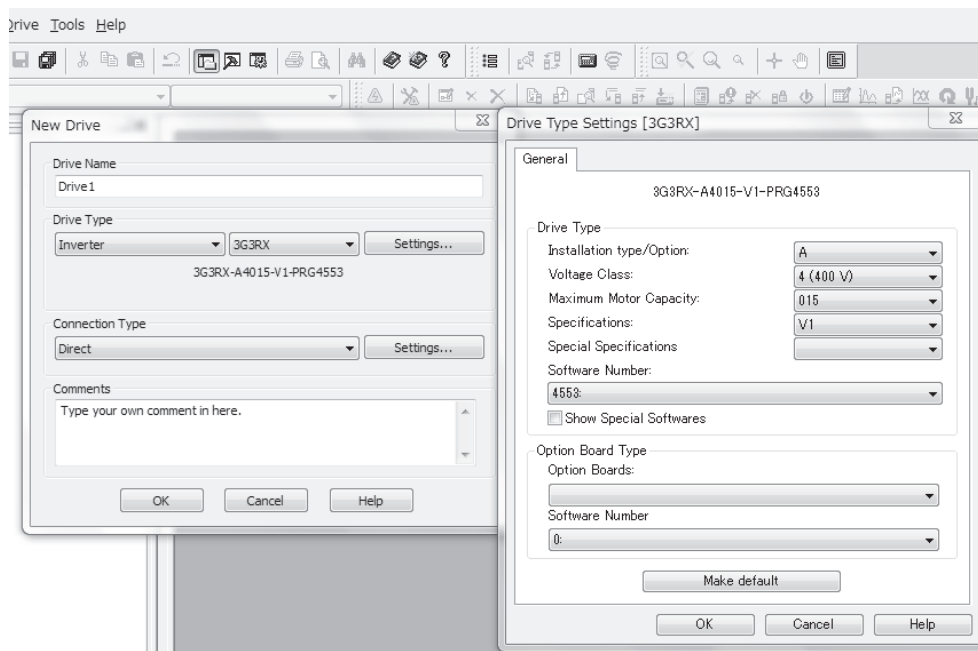 Drive Tools Help
New Drive
Drive Name
Drive1
Drive Type
Inverter 3G3RX Settings...
3G3RX-A4015-V1-PRG4553
Connection Type
Direct Settings...
Comments
Type your own comment in here.
OK Cancel Help
Drive Type Settings [3G3RX]
General
3G3RX-A4015-V1-PRG4553
Drive Type
Installation type/Option: A
Voltage Class: 4 (400 V)
Maximum Motor Capacity: 015
Specifications: V1
Special Specifications
Software Number:
4553:
Show Special Softwares
Option Board Type
Option Boards:
Software Number
0:
Make default
OK Cancel Help